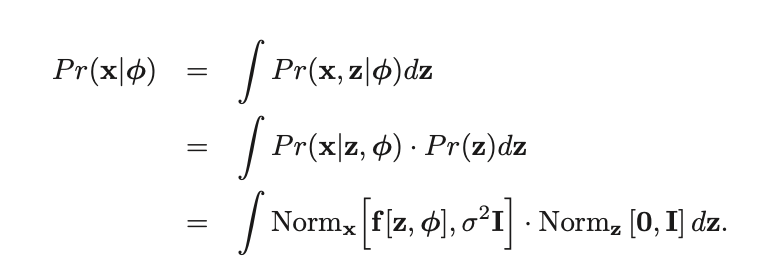 Pr(𝐱|𝝓) = ∫ Pr(𝐱, 𝐳|𝝓)d𝐳
= ∫ Pr(𝐱|𝐳, 𝝓) · Pr(𝐳)d𝐳
= ∫ Norm_𝐱 [𝐟[𝐳, 𝝓], σ²𝐈] · Norm_𝐳 [𝟎, 𝐈] d𝐳.